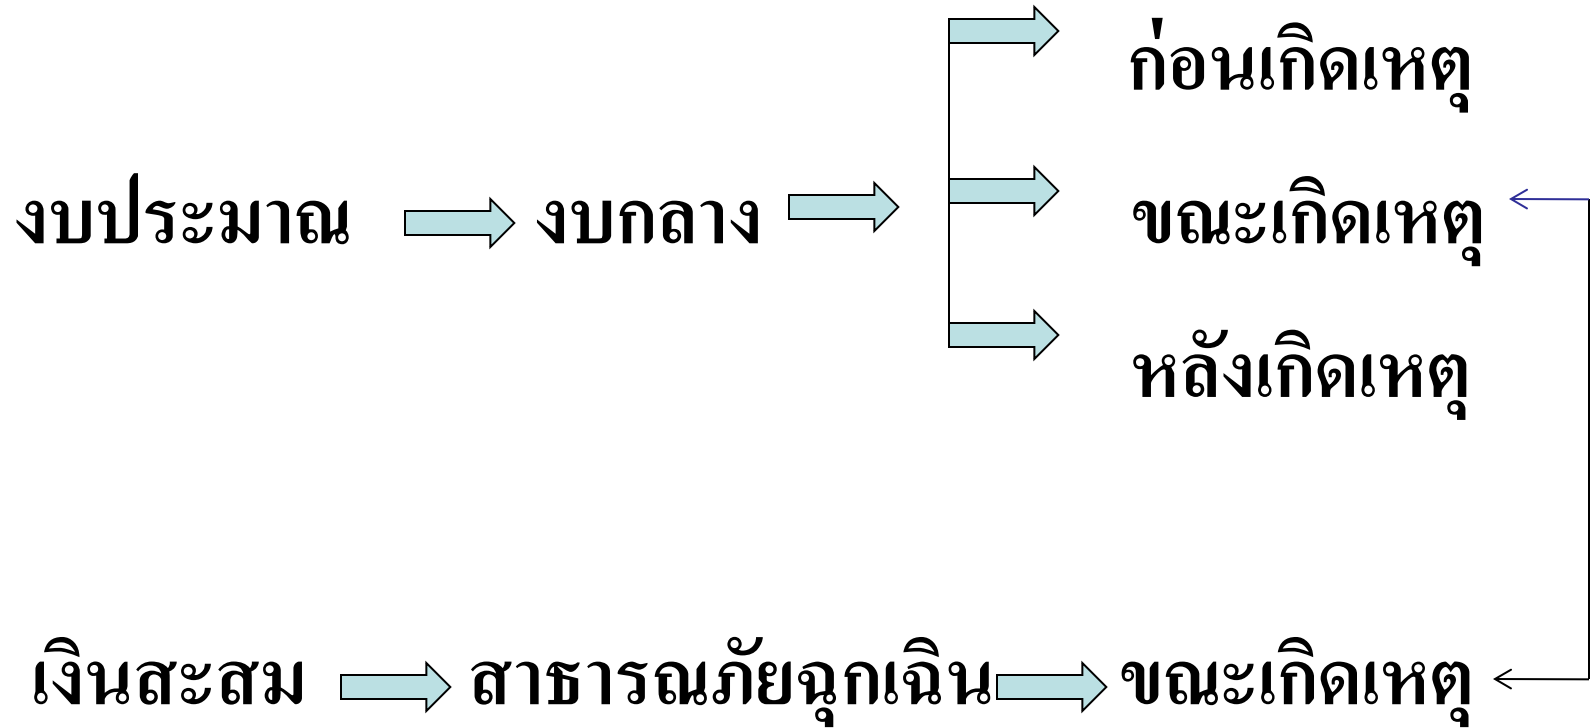 ก่อนเกิดเหตุ
งบประมาณ งบกลาง ขณะเกิดเหตุ
หลังเกิดเหตุ
เงินสะสม สาธารณภัยฉุกเฉิน ขณะเกิดเหตุ